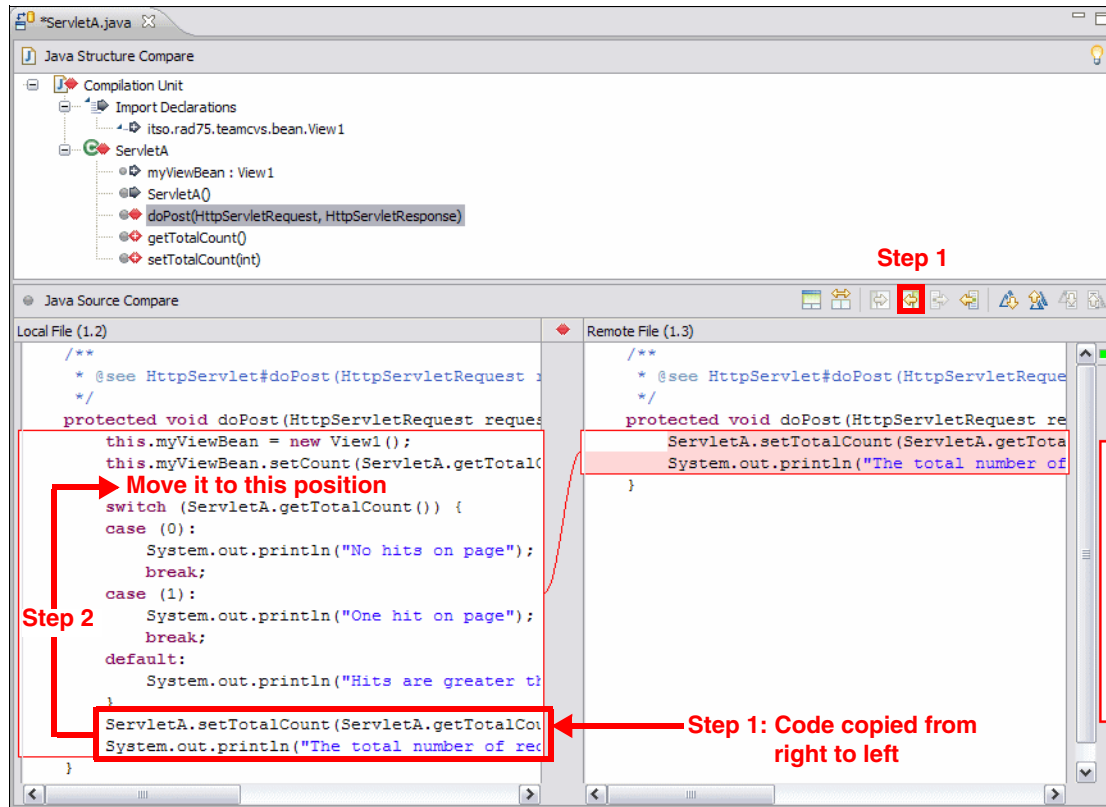 *ServletA.java
Java Structure Compare
Compilation Unit
Import Declarations
itso.rad75.teamcvs.bean.View1
ServletA
myViewBean : View1
ServletA()
doPost(HttpServletRequest, HttpServletResponse)
getTotalCount()
setTotalCount(int)
Step 1
Java Source Compare
Local File (1.2)
/**
* @see HttpServlet#doPost(HttpServletRequest
*/
protected void doPost(HttpServletRequest reques
this.myViewBean = new View1();
this.myViewBean.setCount(ServletA.getTotalC
Move it to this position
switch (ServletA.getTotalCount()) {
case (0):
System.out.println("No hits on page");
break;
case (1):
Step 2
System.out.println("One hit on page");
break;
default:
System.out.println("Hits are greater th
}
ServletA.setTotalCount(ServletA.getTotalCou
System.out.println("The total number of req
}
Remote File (1.3)
/**
* @see HttpServlet#doPost(HttpServletReque
*/
protected void doPost(HttpServletRequest re
ServletA.setTotalCount(ServletA.getTota
System.out.println("The total number of
}
Step 1: Code copied from
right to left